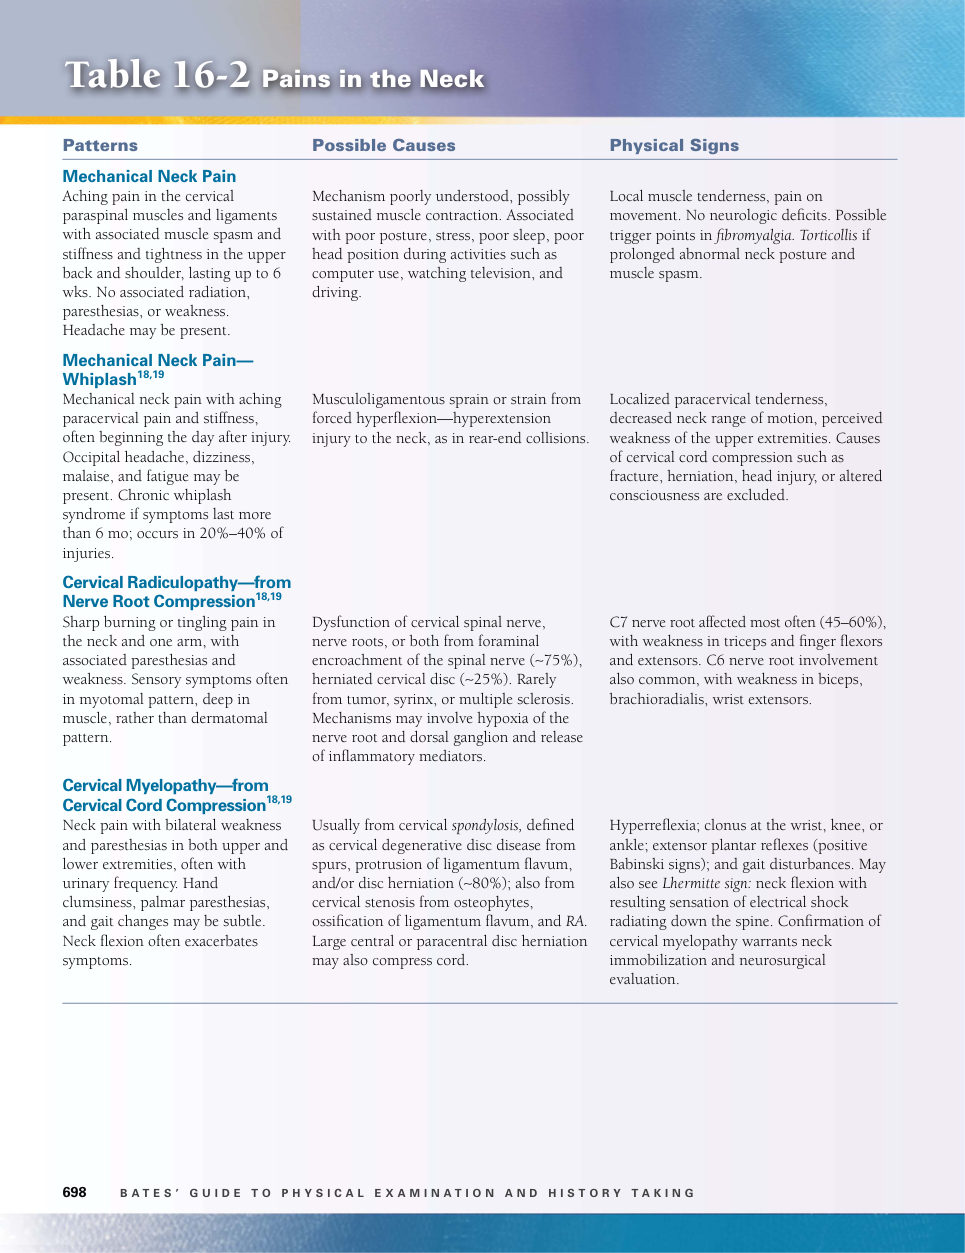 Table 16-2 Pains in the Neck
Patterns
Possible Causes
Physical Signs
Mechanical Neck Pain
Aching pain in the cervical
paraspinal muscles and ligaments
with associated muscle spasm and
stiffness and tightness in the upper
back and shoulder, lasting up to 6
wks. No associated radiation,
paresthesias, or weakness.
Headache may be present.
Mechanism poorly understood, possibly
sustained muscle contraction. Associated
with poor posture, stress, poor sleep, poor
head position during activities such as
computer use, watching television, and
driving.
Local muscle tenderness, pain on
movement. No neurologic deficits. Possible
trigger points in fibromyalgia. Torticollis if
prolonged abnormal neck posture and
muscle spasm.
Mechanical Neck Pain—
Whiplash18,19
Mechanical neck pain with aching
paracervical pain and stiffness,
often beginning the day after injury.
Occipital headache, dizziness,
malaise, and fatigue may be
present. Chronic whiplash
syndrome if symptoms last more
than 6 mo; occurs in 20%–40% of
injuries.
Musculoligamentous sprain or strain from
forced hyperflexion—hyperextension
injury to the neck, as in rear-end collisions.
Localized paracervical tenderness,
decreased neck range of motion, perceived
weakness of the upper extremities. Causes
of cervical cord compression such as
fracture, herniation, head injury, or altered
consciousness are excluded.
Cervical Radiculopathy—from
Nerve Root Compression18,19
Sharp burning or tingling pain in
the neck and one arm, with
associated paresthesias and
weakness. Sensory symptoms often
in myotomal pattern, deep in
muscle, rather than dermatomal
pattern.
Dysfunction of cervical spinal nerve,
nerve roots, or both from foraminal
encroachment of the spinal nerve (~75%),
herniated cervical disc (~25%). Rarely
from tumor, syrinx, or multiple sclerosis.
Mechanisms may involve hypoxia of the
nerve root and dorsal ganglion and release
of inflammatory mediators.
C7 nerve root affected most often (45–60%),
with weakness in triceps and finger flexors
and extensors. C6 nerve root involvement
also common, with weakness in biceps,
brachioradialis, wrist extensors.
Cervical Myelopathy—from
Cervical Cord Compression18,19
Neck pain with bilateral weakness
and paresthesias in both upper and
lower extremities, often with
urinary frequency. Hand
clumsiness, palmar paresthesias,
and gait changes may be subtle.
Neck flexion often exacerbates
symptoms.
Usually from cervical spondylosis, defined
as cervical degenerative disc disease from
spurs, protrusion of ligamentum flavum,
and/or disc herniation (~80%); also from
cervical stenosis from osteophytes,
ossification of ligamentum flavum, and RA.
Large central or paracentral disc herniation
may also compress cord.
Hyperreflexia; clonus at the wrist, knee, or
ankle; extensor plantar reflexes (positive
Babinski signs); and gait disturbances. May
also see Lhermitte sign: neck flexion with
resulting sensation of electrical shock
radiating down the spine. Confirmation of
cervical myelopathy warrants neck
immobilization and neurosurgical
evaluation.
698 BATES' GUIDE TO PHYSICAL EXAMINATION AND HISTORY TAKING